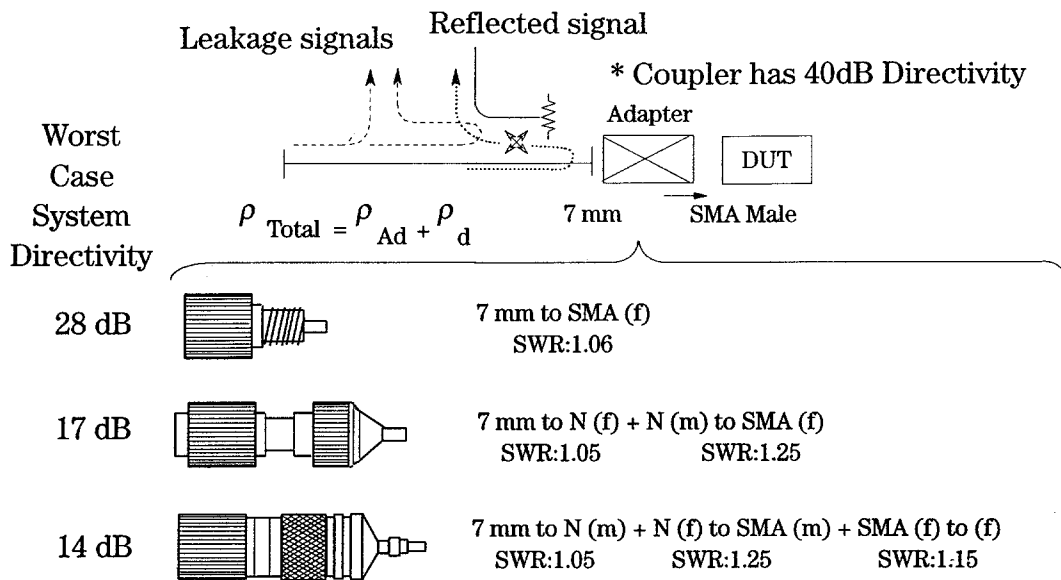 Leakage signals
Reflected signal
* Coupler has 40dB Directivity
Adapter
DUT
7 mm
SMA Male
Worst
Case
System
Directivity
ρ Total = ρ Ad + ρ d
28 dB
7 mm to SMA (f)
SWR:1.06
17 dB
7 mm to N (f) + N (m) to SMA (f)
SWR:1.05 SWR:1.25
14 dB
7 mm to N (m) + N (f) to SMA (m) + SMA (f) to (f)
SWR:1.05 SWR:1.25 SWR:1.15